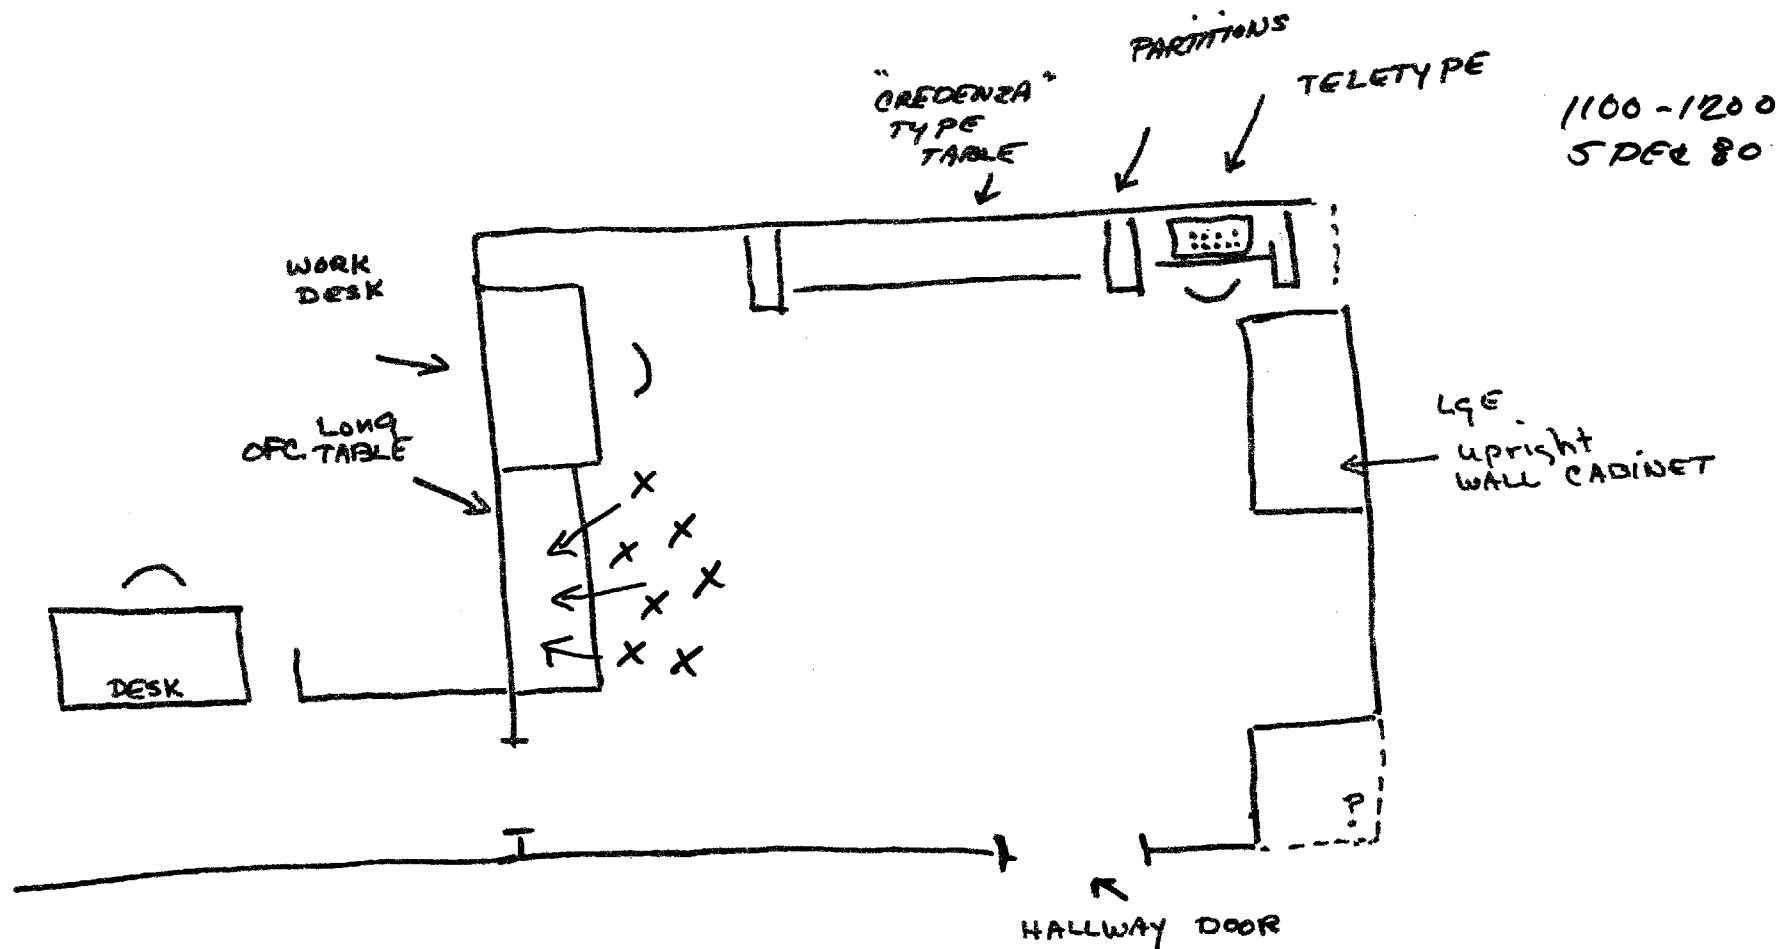 PARTITIONS
TELETYPE
"CREDENZA"
TYPE
TABLE
1100-1200
5 DEC 80
WORK
DESK
LONG
OFC. TABLE
LGE
upright
WALL CABINET
DESK
?
HALLWAY DOOR